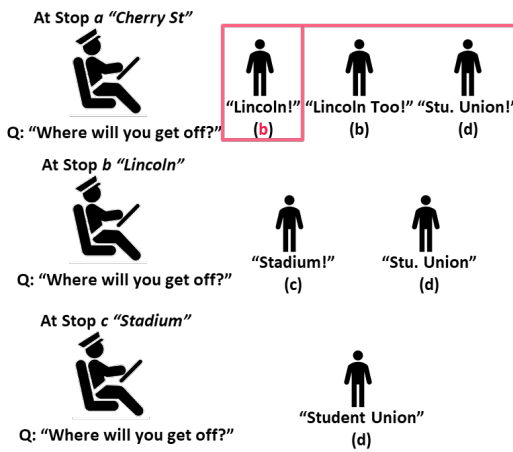 At Stop a “Cherry St”
“Lincoln!” “Lincoln Too!” “Stu. Union!”
Q: “Where will you get off?” (b) (b) (d)
At Stop b “Lincoln”
“Stadium!” “Stu. Union”
Q: “Where will you get off?” (c) (d)
At Stop c “Stadium”
“Student Union”
Q: “Where will you get off?” (d)